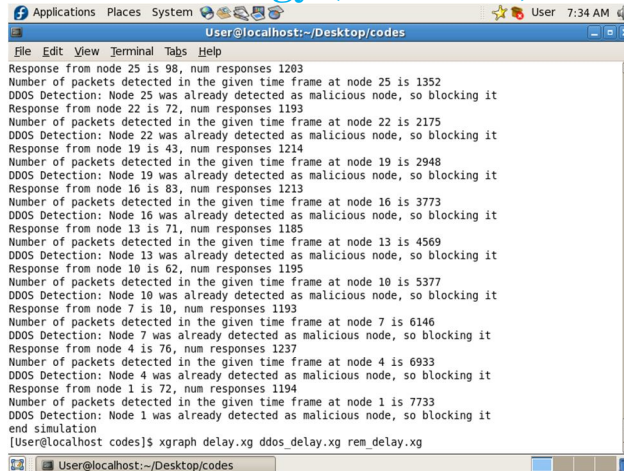 Applications Places System User 7:34 AM
User@localhost:~/Desktop/codes
File Edit View Terminal Tabs Help
Response from node 25 is 98, num responses 1203
Number of packets detected in the given time frame at node 25 is 1352
DDOS Detection: Node 25 was already detected as malicious node, so blocking it
Response from node 22 is 72, num responses 1193
Number of packets detected in the given time frame at node 22 is 2175
DDOS Detection: Node 22 was already detected as malicious node, so blocking it
Response from node 19 is 43, num responses 1214
Number of packets detected in the given time frame at node 19 is 2948
DDOS Detection: Node 19 was already detected as malicious node, so blocking it
Response from node 16 is 83, num responses 1213
Number of packets detected in the given time frame at node 16 is 3773
DDOS Detection: Node 16 was already detected as malicious node, so blocking it
Response from node 13 is 71, num responses 1185
Number of packets detected in the given time frame at node 13 is 4569
DDOS Detection: Node 13 was already detected as malicious node, so blocking it
Response from node 10 is 62, num responses 1195
Number of packets detected in the given time frame at node 10 is 5377
DDOS Detection: Node 10 was already detected as malicious node, so blocking it
Response from node 7 is 10, num responses 1193
Number of packets detected in the given time frame at node 7 is 6146
DDOS Detection: Node 7 was already detected as malicious node, so blocking it
Response from node 4 is 76, num responses 1237
Number of packets detected in the given time frame at node 4 is 6933
DDOS Detection: Node 4 was already detected as malicious node, so blocking it
Response from node 1 is 72, num responses 1194
Number of packets detected in the given time frame at node 1 is 7733
DDOS Detection: Node 1 was already detected as malicious node, so blocking it
end simulation
[User@localhost codes]$ xgraph delay.xg ddos_delay.xg rem_delay.xg
User@localhost:~/Desktop/codes